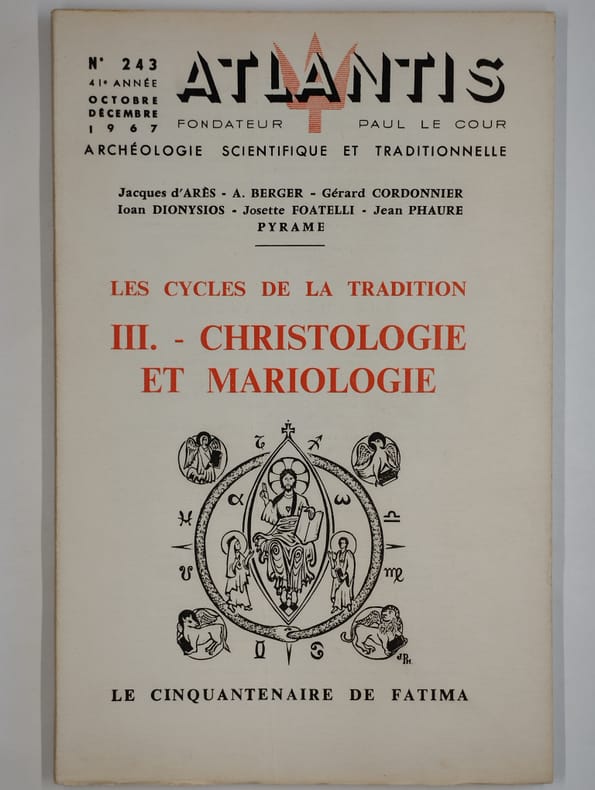 N° 243
41e ANNÉE
OCTOBRE
DÉCEMBRE
1967
ATLANTIS
FONDATEUR PAUL LE COUR
ARCHÉOLOGIE SCIENTIFIQUE ET TRADITIONNELLE
Jacques d'ARÈS - A. BERGER - Gérard CORDONNIER
Ioan DIONYSIOS - Josette FOATELLI - Jean PHAURE
PYRAME
LES CYCLES DE LA TRADITION
III. - CHRISTOLOGIE
ET MARIOLOGIE
♑ ♐
α ω
♓ ♎
♉ ♍
♊ ♋
J.PH.
LE CINQUANTENAIRE DE FATIMA